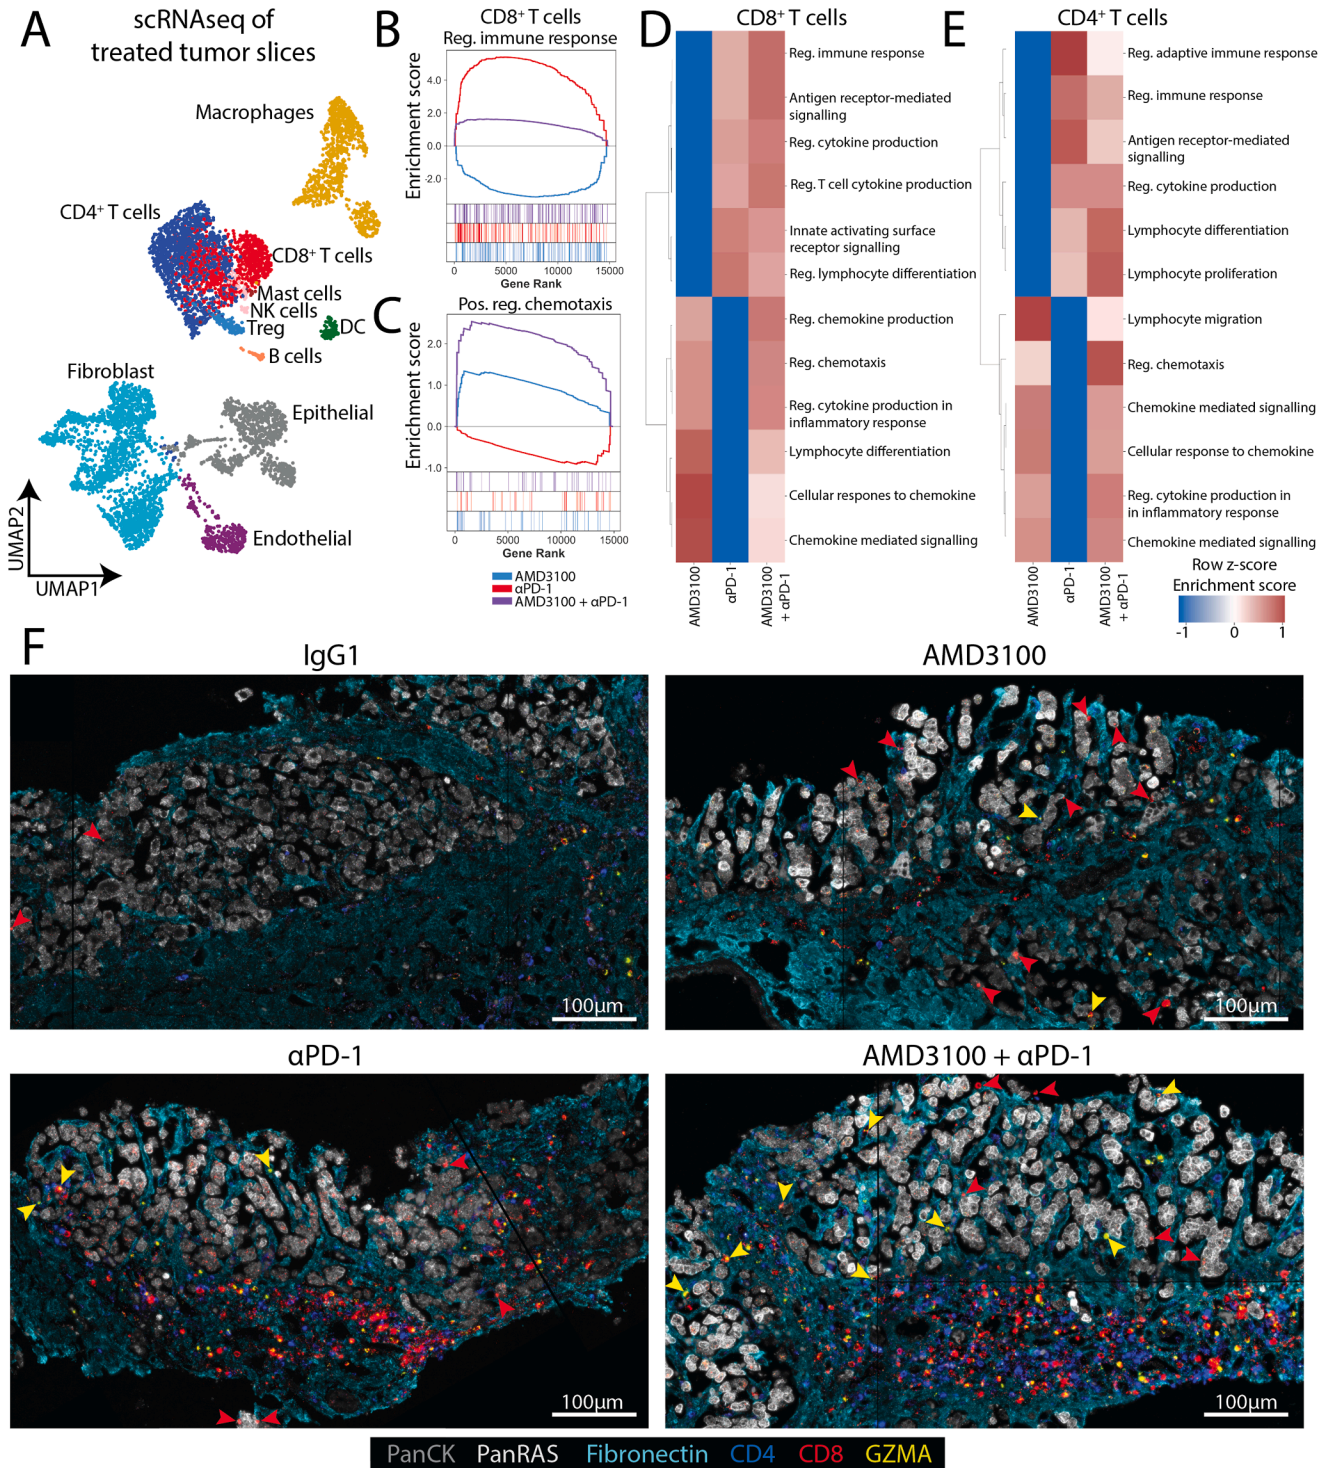 A
scRNAseq of
treated tumor slices
Macrophages
CD4+ T cells
CD8+ T cells
Mast cells
NK cells
Treg
DC
B cells
Fibroblast
Epithelial
Endothelial
UMAP2
UMAP1
B
CD8+ T cells
Reg. immune response
Enrichment score
4.0
2.0
0.0
-2.0
0
5000
10000
15000
Gene Rank
C
Pos. reg. chemotaxis
Enrichment score
2.0
1.0
0.0
-1.0
0
5000
10000
15000
Gene Rank
AMD3100
αPD-1
AMD3100 + αPD-1
D
CD8+ T cells
Reg. immune response
Antigen receptor-mediated
signalling
Reg. cytokine production
Reg. T cell cytokine production
Innate activating surface
receptor signalling
Reg. lymphocyte differentiation
Reg. chemokine production
Reg. chemotaxis
Reg. cytokine production in
inflammatory response
Lymphocyte differentiation
Cellular respones to chemokine
Chemokine mediated signalling
AMD3100
αPD-1
AMD3100
+ αPD-1
E
CD4+ T cells
Reg. adaptive immune response
Reg. immune response
Antigen receptor-mediated
signalling
Reg. cytokine production
Lymphocyte differentiation
Lymphocyte proliferation
Lymphocyte migration
Reg. chemotaxis
Chemokine mediated signalling
Cellular response to chemokine
Reg. cytokine production in
in inflammatory response
Chemokine mediated signalling
AMD3100
αPD-1
AMD3100
+ αPD-1
Row z-score
Enrichment score
-1
0
1
F
IgG1
100µm
AMD3100
100µm
αPD-1
100µm
AMD3100 + αPD-1
100µm
PanCK PanRAS Fibronectin CD4 CD8 GZMA